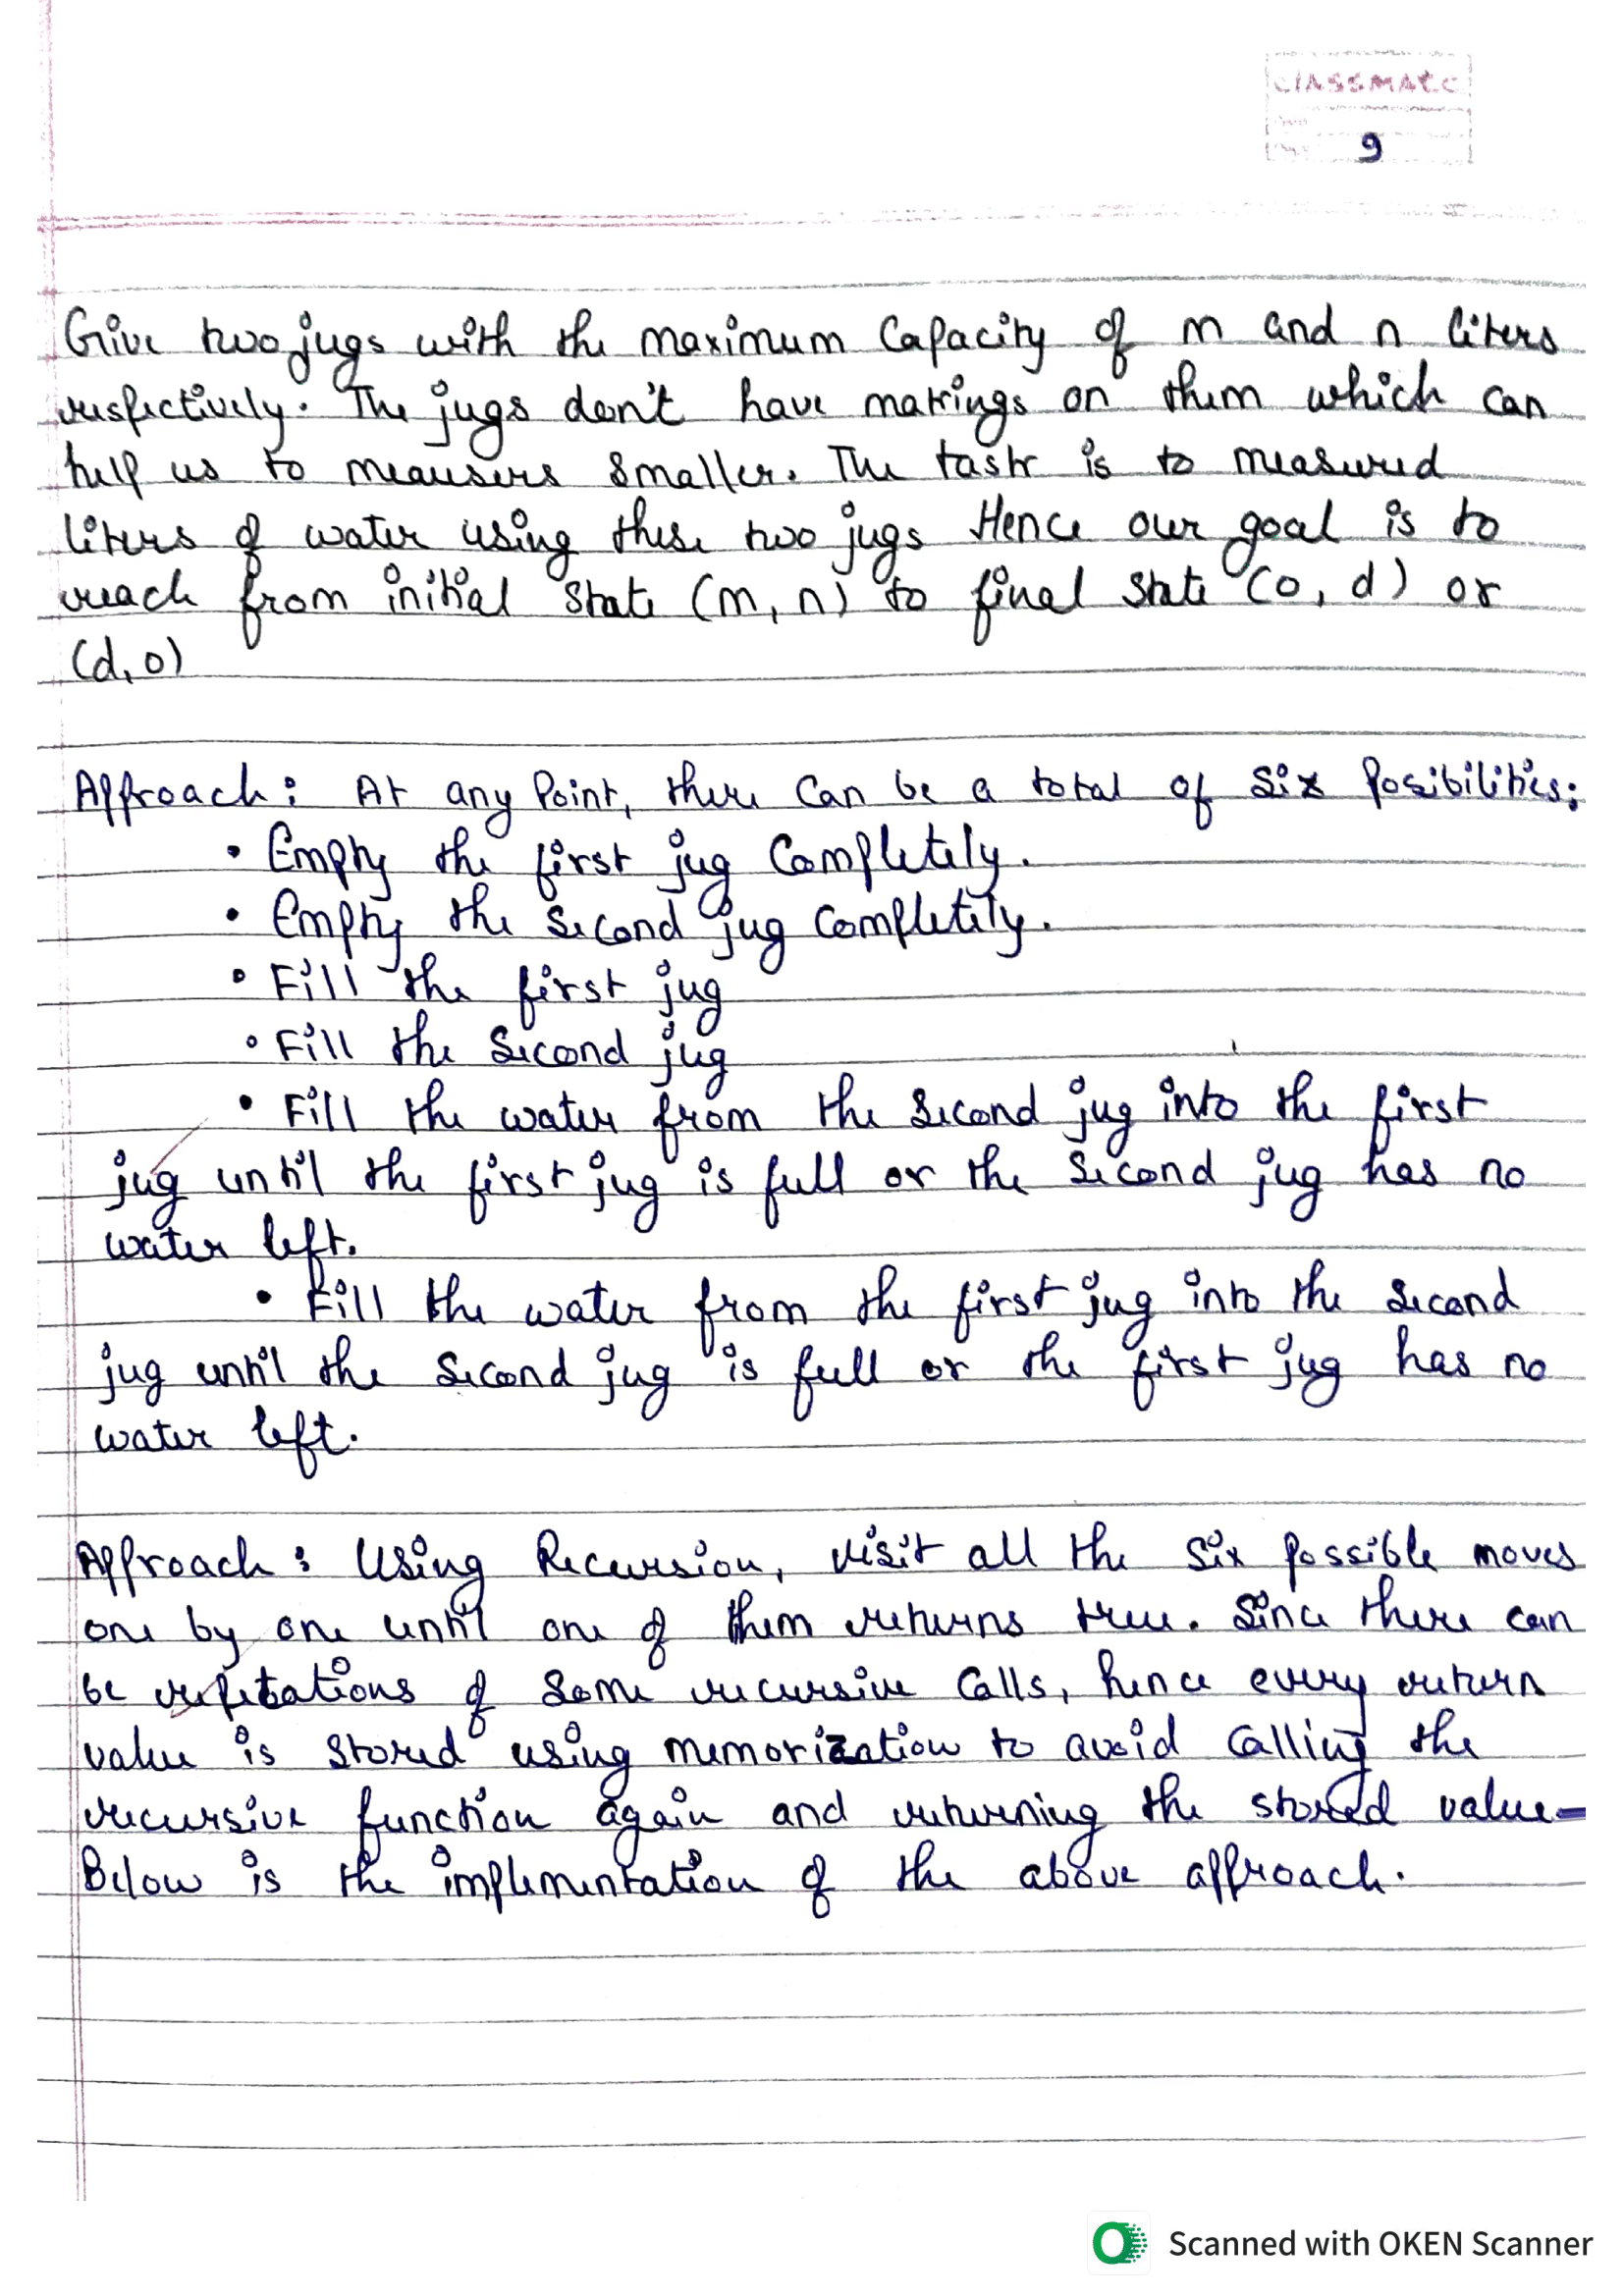 classmate
9
Give two jugs with the maximum Capacity of m and n liters
respectively. The jugs don't have markings on them which can
help us to meausers smaller. The task is to measured
liters of water using these two jugs Hence our goal is to
reach from initial state (m, n) to final state (0, d) or
(d, 0)
Approach: At any Point, there can be a total of six Posibilities:
• Empty the first jug Completely.
• Empty the second jug Completely.
• Fill the first jug
• Fill the second jug
• Fill the water from the second jug into the first
jug until the first jug is full or the second jug has no
water left.
• Fill the water from the first jug into the second
jug until the second jug is full or the first jug has no
water left.
Approach: Using Recursion, visit all the six possible moves
one by one until one of them returns true. Since there can
be repetations of same recursive calls, hence every return
value is stored using memorization to avoid calling the
recursive function again and returning the stored value-
Below is the implementation of the above approach.
Scanned with OKEN Scanner